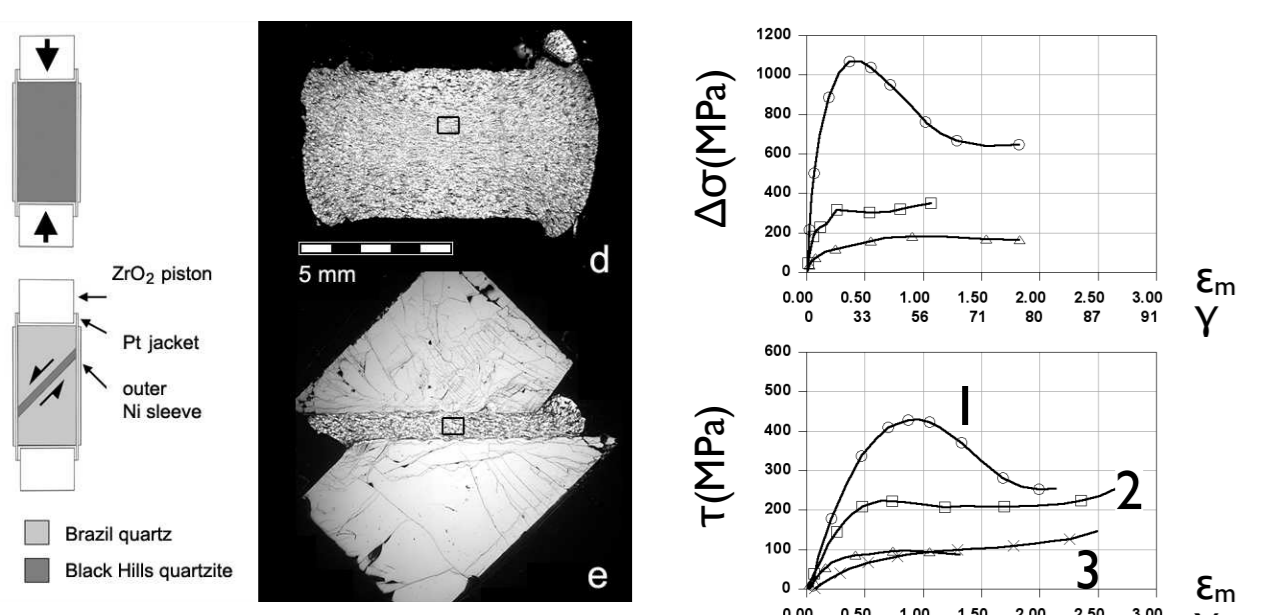 ZrO2 piston
Pt jacket
outer
Ni sleeve
Brazil quartz
Black Hills quartzite
d
5 mm
e
Δσ(MPa)
1200
1000
800
600
400
200
0
0.00 0.50 1.00 1.50 2.00 2.50 3.00
0 33 56 71 80 87 91
εm
γ
τ(MPa)
600
500
400
300
200
100
0
1
2
3
0.00 0.50 1.00 1.50 2.00 2.50 3.00
εm